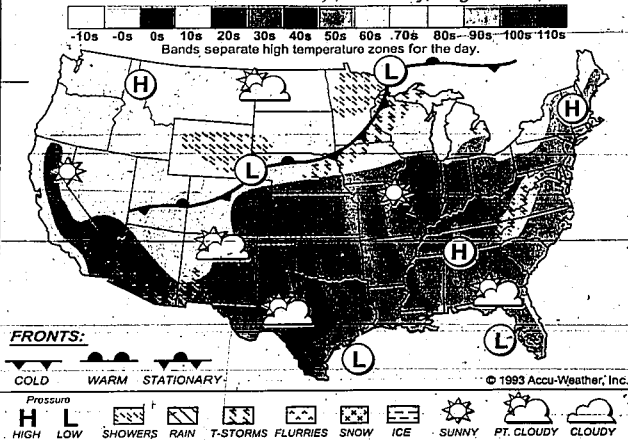 -10s -0s 0s 10s 20s 30s 40s 50s 60s 70s 80s 90s 100s 110s
Bands separate high temperature zones for the day.
L
H
H
L
H
L
L
FRONTS:
COLD WARM STATIONARY
© 1993 Accu-Weather, Inc.
Pressure
H L
HIGH LOW SHOWERS RAIN T-STORMS FLURRIES SNOW ICE SUNNY PT. CLOUDY CLOUDY